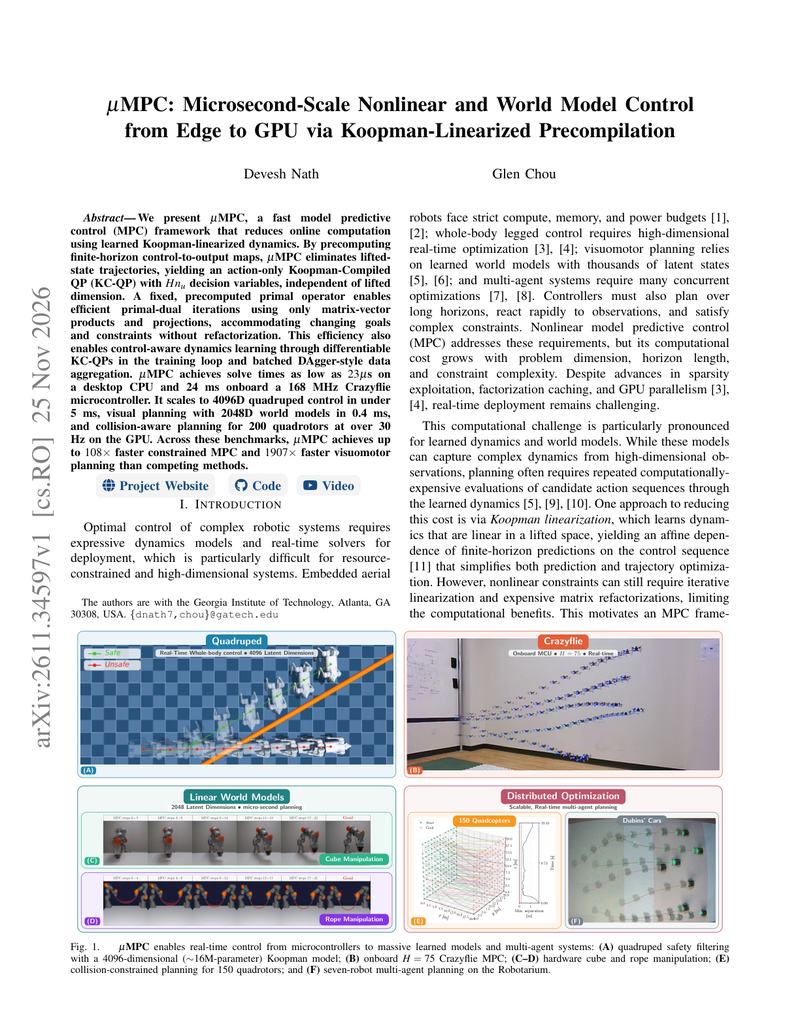 μMPC: Microsecond-Scale Nonlinear and World Model Control
from Edge to GPU via Koopman-Linearized Precompilation
Devesh Nath
Glen Chou
arXiv:2611.34597v1 [cs.RO] 25 Nov 2026
Abstract—We present μMPC, a fast model predictive
control (MPC) framework that reduces online computation
using learned Koopman-linearized dynamics. By precomputing
finite-horizon control-to-output maps, μMPC eliminates lifted-
state trajectories, yielding an action-only Koopman-Compiled
QP (KC-QP) with Hnᵤ decision variables, independent of lifted
dimension. A fixed, precomputed primal operator enables
efficient primal-dual iterations using only matrix-vector
products and projections, accommodating changing goals
and constraints without refactorization. This efficiency also
enables control-aware dynamics learning through differentiable
KC-QPs in the training loop and batched DAgger-style data
aggregation. μMPC achieves solve times as low as 23μs on
a desktop CPU and 24 ms onboard a 168 MHz Crazyflie
microcontroller. It scales to 4096D quadruped control in under
5 ms, visual planning with 2048D world models in 0.4 ms,
and collision-aware planning for 200 quadrotors at over 30
Hz on the GPU. Across these benchmarks, μMPC achieves up
to 108× faster constrained MPC and 1907× faster visuomotor
planning than competing methods.
Project Website
Code
Video
I. INTRODUCTION
Optimal control of complex robotic systems requires
expressive dynamics models and real-time solvers for
deployment, which is particularly difficult for resource-
constrained and high-dimensional systems. Embedded aerial
The authors are with the Georgia Institute of Technology, Atlanta, GA
30308, USA. {dnath7,chou}@gatech.edu
robots face strict compute, memory, and power budgets [1],
[2]; whole-body legged control requires high-dimensional
real-time optimization [3], [4]; visuomotor planning relies
on learned world models with thousands of latent states
[5], [6]; and multi-agent systems require many concurrent
optimizations [7], [8]. Controllers must also plan over
long horizons, react rapidly to observations, and satisfy
complex constraints. Nonlinear model predictive control
(MPC) addresses these requirements, but its computational
cost grows with problem dimension, horizon length,
and constraint complexity. Despite advances in sparsity
exploitation, factorization caching, and GPU parallelism [3],
[4], real-time deployment remains challenging.
This computational challenge is particularly pronounced
for learned dynamics and world models. While these models
can capture complex dynamics from high-dimensional ob-
servations, planning often requires repeated computationally-
expensive evaluations of candidate action sequences through
the learned dynamics [5], [9], [10]. One approach to reducing
this cost is via Koopman linearization, which learns dynam-
ics that are linear in a lifted space, yielding an affine depen-
dence of finite-horizon predictions on the control sequence
[11] that simplifies both prediction and trajectory optimiza-
tion. However, nonlinear constraints can still require iterative
linearization and expensive matrix refactorizations, limiting
the computational benefits. This motivates an MPC frame-
Quadruped
Safe
Unsafe
Real-Time Whole-body control • 4096 Latent Dimensions
(A)
Crazyflie
Onboard MCU • H = 75 • Real-time
(B)
Linear World Models
2048 Latent Dimensions • micro-second planning
Goal
(C)
Cube Manipulation
Goal
(D)
Rope Manipulation
Distributed Optimization
Scalable, Real-time multi-agent planning
150 Quadcopters
(E)
Dubins' Cars
(F)
Fig. 1. μMPC enables real-time control from microcontrollers to massive learned models and multi-agent systems: (A) quadruped safety filtering
with a 4096-dimensional (∼16M-parameter) Koopman model; (B) onboard H = 75 Crazyflie MPC; (C–D) hardware cube and rope manipulation; (E)
collision-constrained planning for 150 quadrotors; and (F) seven-robot multi-agent planning on the Robotarium.